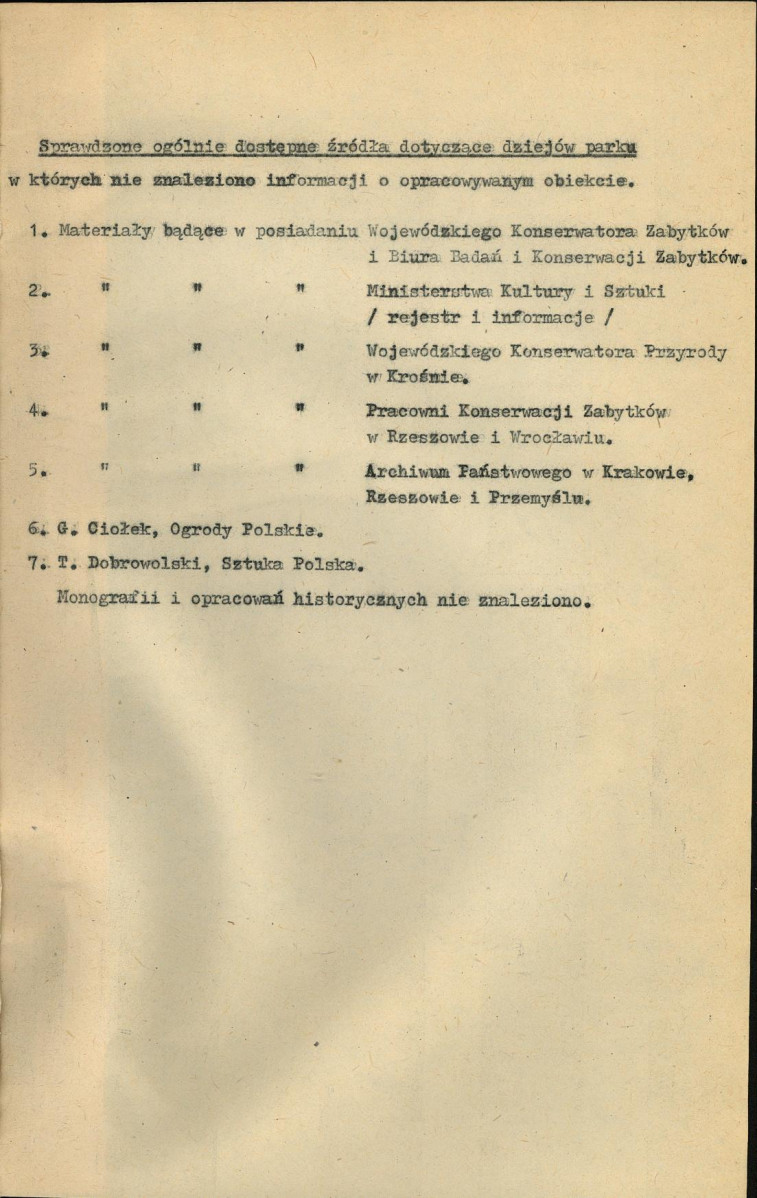 Sprawdzone ogólnie dostępne źródła dotyczące dziejów parku
w których nie znaleziono informacji o opracowywanym obiekcie.
1. Materiały bądące w posiadaniu Wojewódzkiego Konserwatora Zabytków
i Biura Badań i Konserwacji Zabytków.
2. " " " Ministerstwa Kultury i Sztuki
/ rejestr i informacje /
3. " " " Wojewódzkiego Konserwatora Przyrody
w Krośnie.
4. " " " Pracowni Konserwacji Zabytków
w Rzeszowie i Wrocławiu.
5. " " " Archiwum Państwowego w Krakowie,
Rzeszowie i Przemyślu.
6. G. Ciołek, Ogrody Polskie.
7. T. Dobrowolski, Sztuka Polska.
Monografii i opracowań historycznych nie znaleziono.